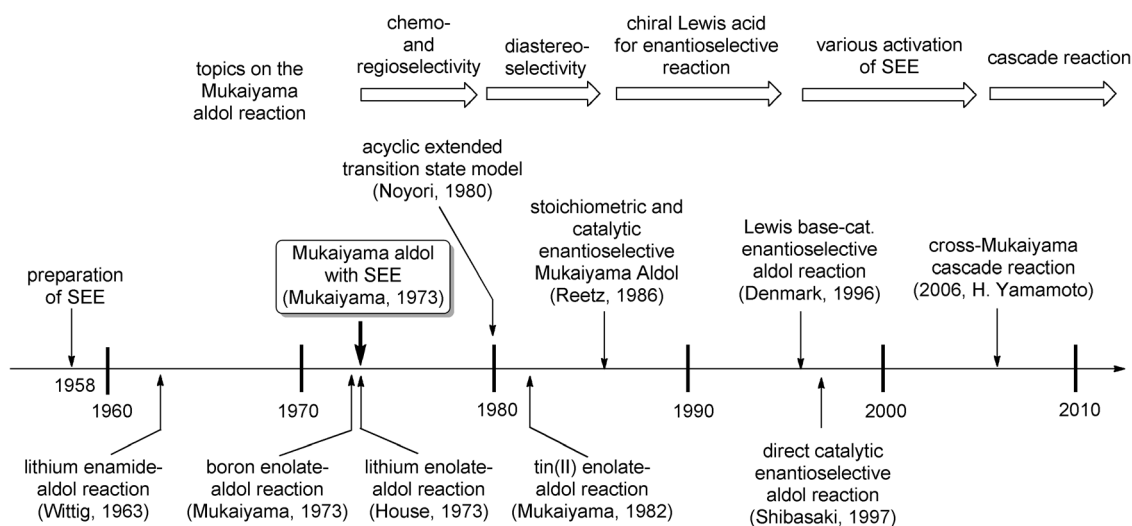 topics on the
Mukaiyama
aldol reaction
chemo-
and
regioselectivity
diastereo-
selectivity
chiral Lewis acid
for enantioselective
reaction
various activation
of SEE
cascade reaction
preparation
of SEE
Mukaiyama aldol
with SEE
(Mukaiyama, 1973)
acyclic extended
transition state model
(Noyori, 1980)
stoichiometric and
catalytic
enantioselective
Mukaiyama Aldol
(Reetz, 1986)
Lewis base-cat.
enantioselective
aldol reaction
(Denmark, 1996)
cross-Mukaiyama
cascade reaction
(2006, H. Yamamoto)
1958
1960
1970
1980
1990
2000
2010
lithium enamide-
aldol reaction
(Wittig, 1963)
boron enolate-
aldol reaction
(Mukaiyama, 1973)
lithium enolate-
aldol reaction
(House, 1973)
tin(II) enolate-
aldol reaction
(Mukaiyama, 1982)
direct catalytic
enantioselective
aldol reaction
(Shibasaki, 1997)